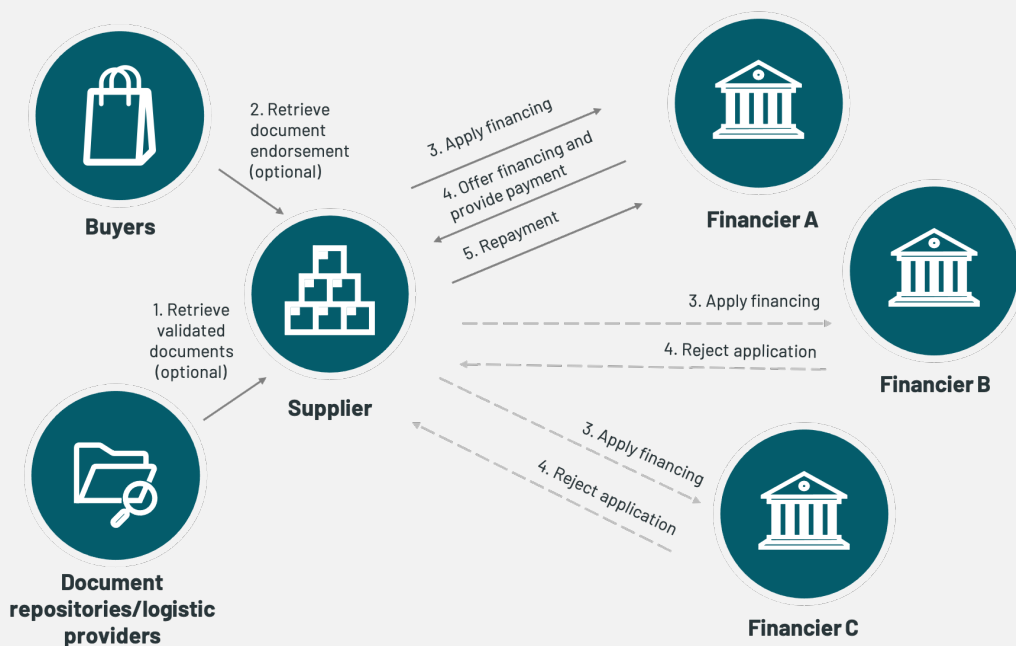 2. Retrieve
document
endorsement
(optional)
Buyers
3. Apply financing
4. Offer financing and
provide payment
5. Repayment
Financier A
1. Retrieve
validated
documents
(optional)
Supplier
3. Apply financing
4. Reject application
Financier B
3. Apply financing
4. Reject application
Financier C
Document
repositories/logistic
providers